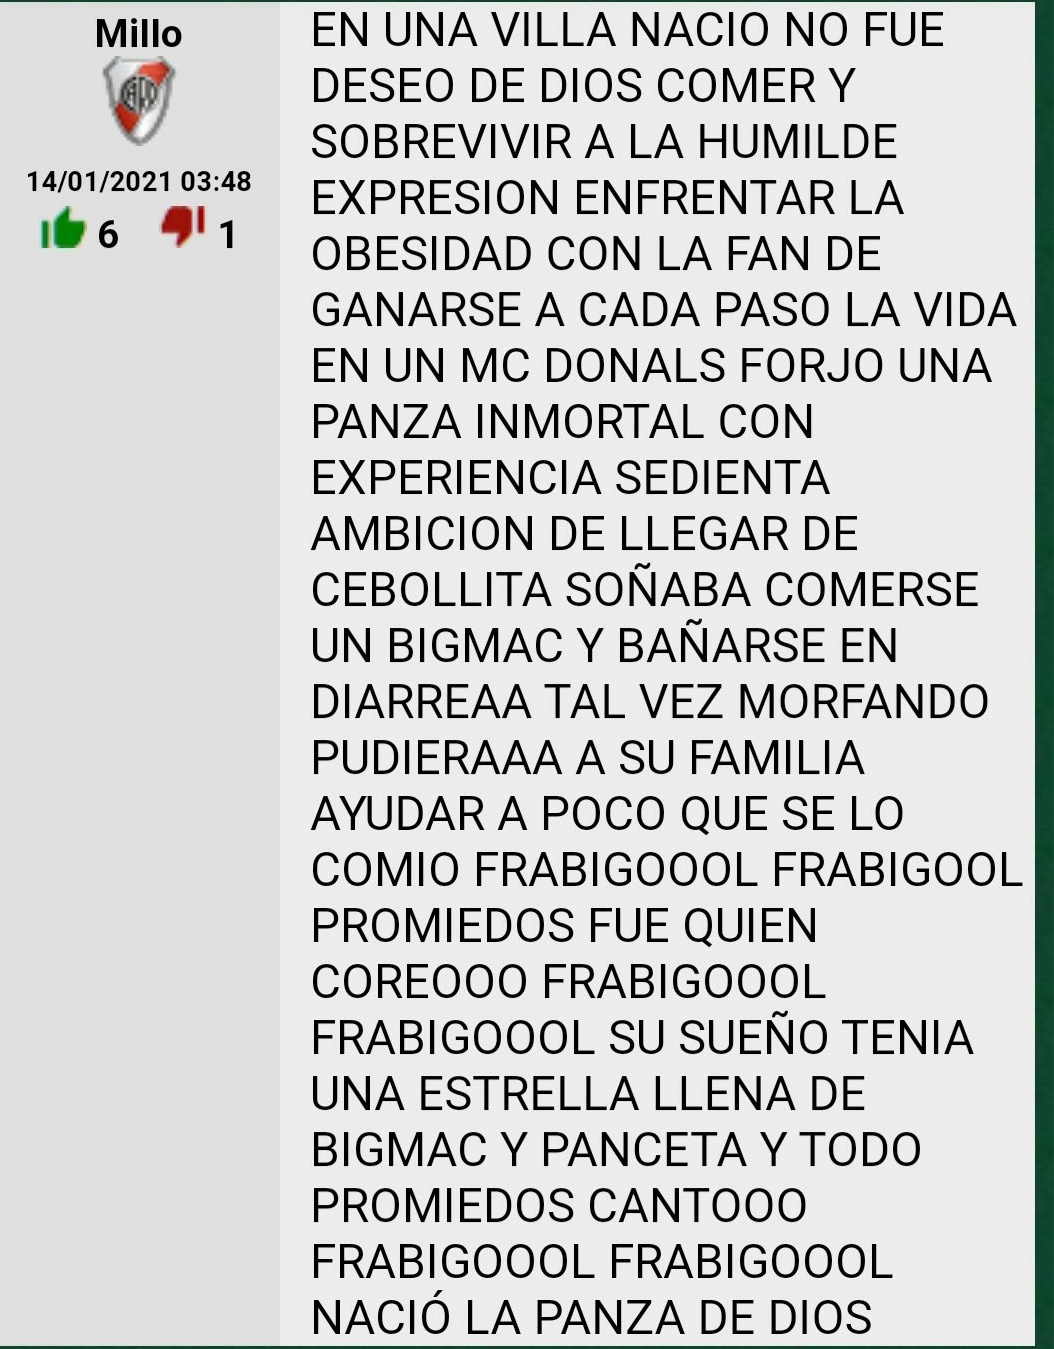 Millo
14/01/2021 03:48
6 1
EN UNA VILLA NACIO NO FUE
DESEO DE DIOS COMER Y
SOBREVIVIR A LA HUMILDE
EXPRESION ENFRENTAR LA
OBESIDAD CON LA FAN DE
GANARSE A CADA PASO LA VIDA
EN UN MC DONALS FORJO UNA
PANZA INMORTAL CON
EXPERIENCIA SEDIENTA
AMBICION DE LLEGAR DE
CEBOLLITA SOÑABA COMERSE
UN BIGMAC Y BAÑARSE EN
DIARREAA TAL VEZ MORFANDO
PUDIERAAA A SU FAMILIA
AYUDAR A POCO QUE SE LO
COMIO FRABIGOOOL FRABIGOOL
PROMIEDOS FUE QUIEN
COREOOO FRABIGOOOL
FRABIGOOOL SU SUEÑO TENIA
UNA ESTRELLA LLENA DE
BIGMAC Y PANCETA Y TODO
PROMIEDOS CANTOOO
FRABIGOOOL FRABIGOOOL
NACIÓ LA PANZA DE DIOS